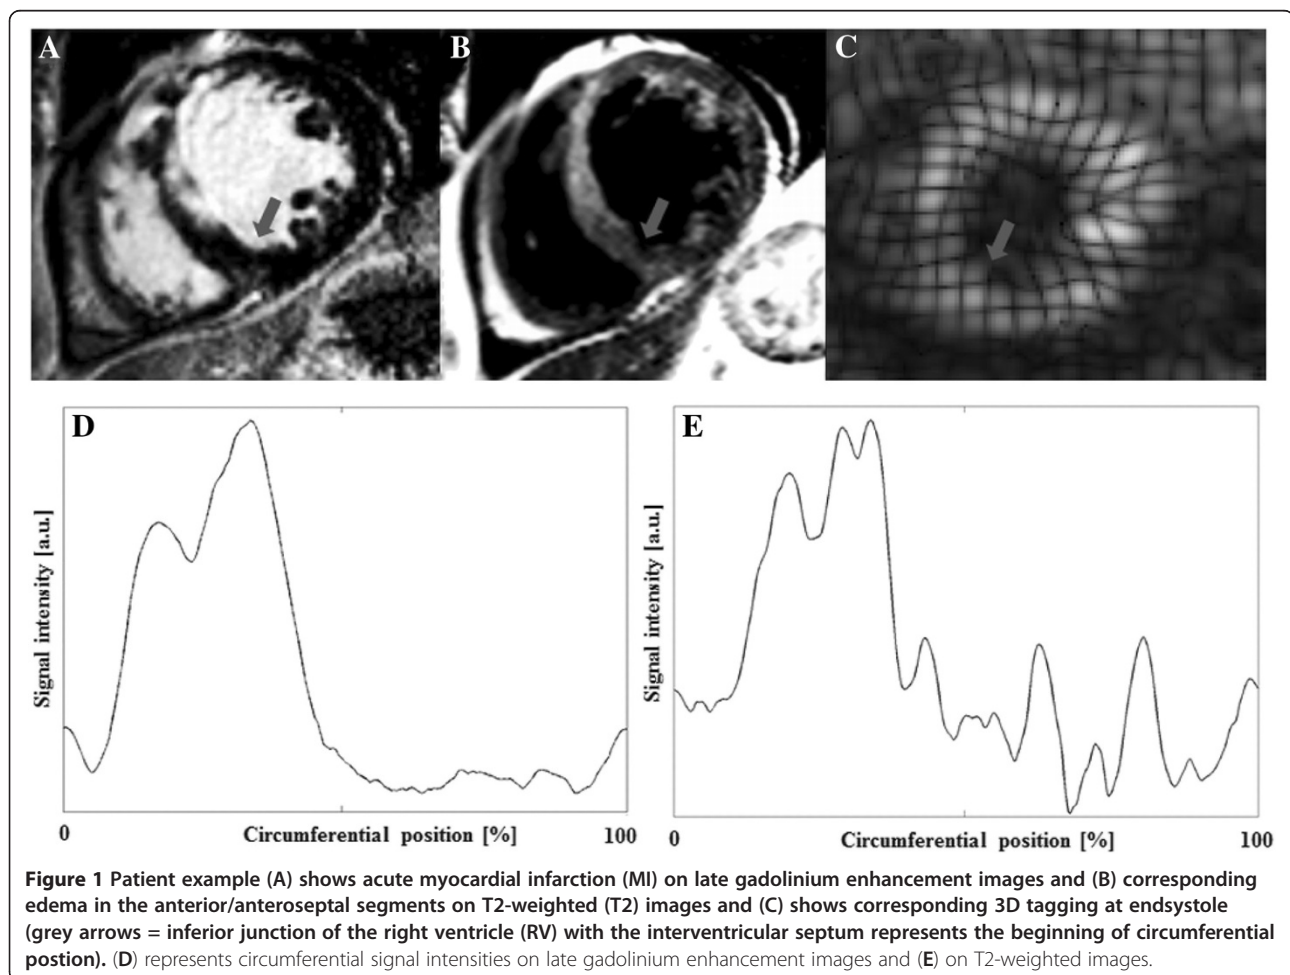 A
B
C
D
E
Signal intensity [a.u.]
Signal intensity [a.u.]
0
Circumferential position [%]
100
0
Circumferential position [%]
100
Figure 1 Patient example (A) shows acute myocardial infarction (MI) on late gadolinium enhancement images and (B) corresponding
edema in the anterior/anteroseptal segments on T2-weighted (T2) images and (C) shows corresponding 3D tagging at endsystole
(grey arrows = inferior junction of the right ventricle (RV) with the interventricular septum represents the beginning of circumferential
postion). (D) represents circumferential signal intensities on late gadolinium enhancement images and (E) on T2-weighted images.